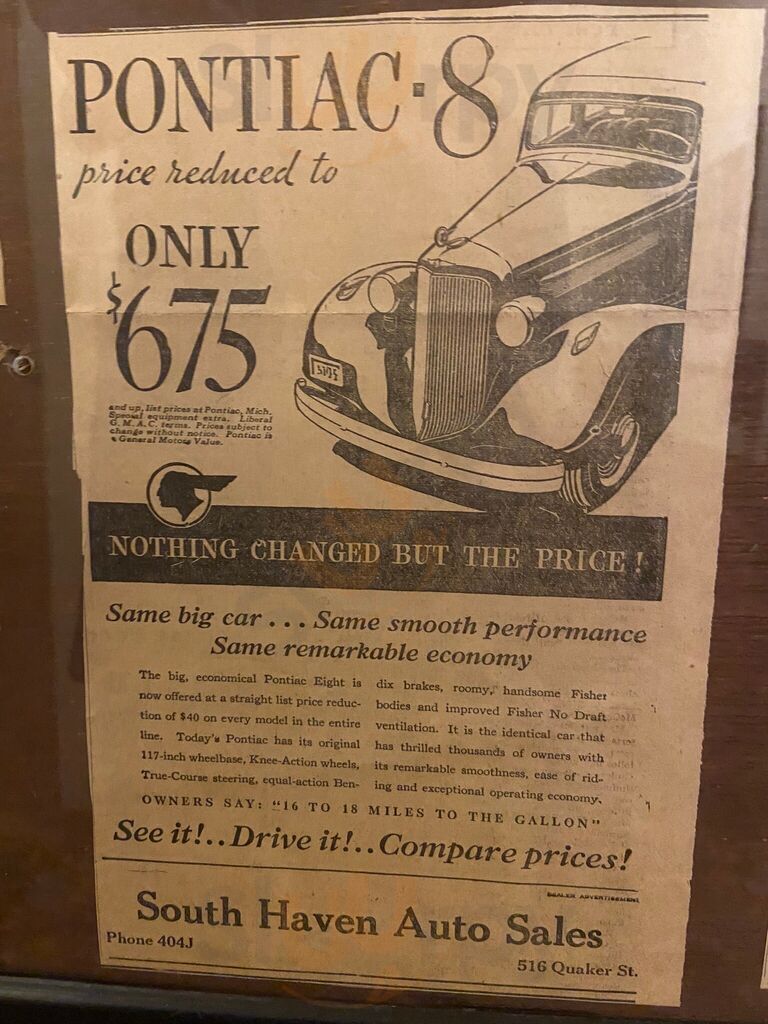 PONTIAC-8
price reduced to
ONLY
$675
and up, list prices at Pontiac, Mich.
Special equipment extra. Liberal
G. M. A. C. terms. Prices subject to
change without notice. Pontiac is
a General Motors Value.
NOTHING CHANGED BUT THE PRICE!
Same big car . . . Same smooth performance
Same remarkable economy
The big, economical Pontiac Eight is
now offered at a straight list price reduc-
tion of $40 on every model in the entire
line. Today's Pontiac has its original
117-inch wheelbase, Knee-Action wheels,
True-Course steering, equal-action Ben-
dix brakes, roomy, handsome Fisher
bodies and improved Fisher No Draft
ventilation. It is the identical car that
has thrilled thousands of owners with
its remarkable smoothness, ease of rid-
ing and exceptional operating economy.
OWNERS SAY: "16 TO 18 MILES TO THE GALLON"
See it!..Drive it!..Compare prices!
DEALER ADVERTISEMENT
South Haven Auto Sales
Phone 404J
516 Quaker St.